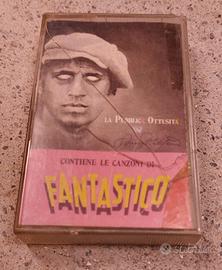 LA PUBBLICA OTTUSITÀ
CONTIENE LE CANZONI DI
FANTASTICO